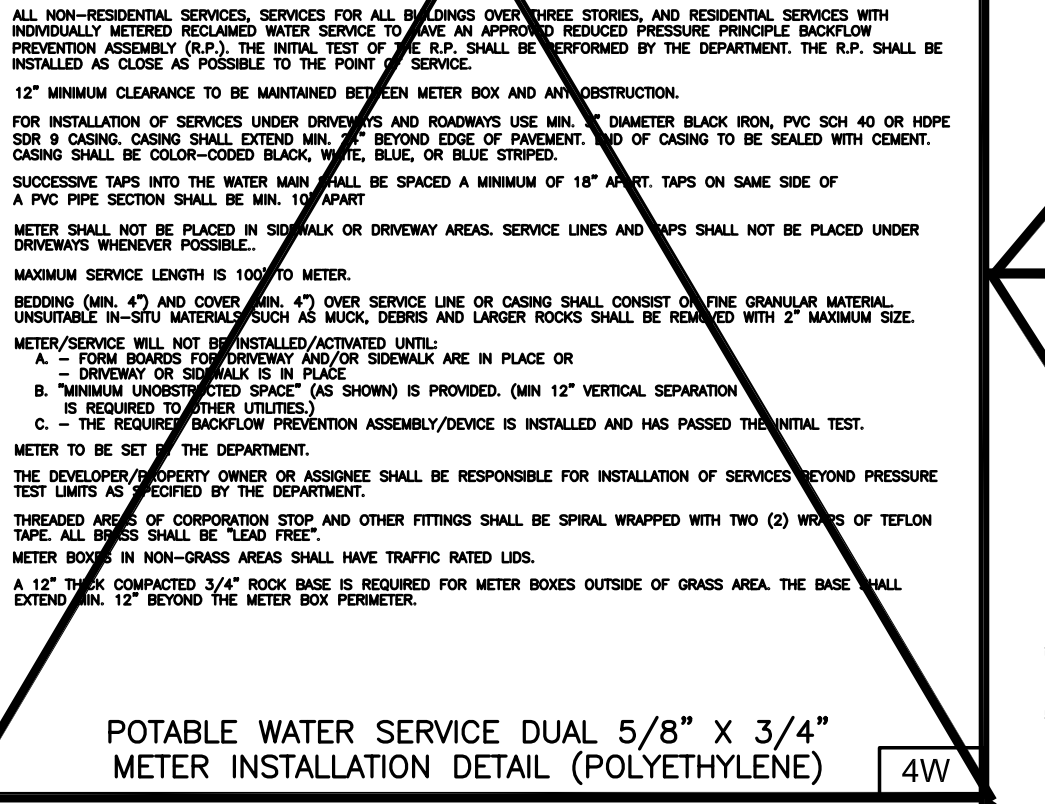 ALL NON-RESIDENTIAL SERVICES, SERVICES FOR ALL BUILDINGS OVER THREE STORIES, AND RESIDENTIAL SERVICES WITH
INDIVIDUALLY METERED RECLAIMED WATER SERVICE TO HAVE AN APPROVED REDUCED PRESSURE PRINCIPLE BACKFLOW
PREVENTION ASSEMBLY (R.P.). THE INITIAL TEST OF THE R.P. SHALL BE PERFORMED BY THE DEPARTMENT. THE R.P. SHALL BE
INSTALLED AS CLOSE AS POSSIBLE TO THE POINT OF SERVICE.
12" MINIMUM CLEARANCE TO BE MAINTAINED BETWEEN METER BOX AND ANY OBSTRUCTION.
FOR INSTALLATION OF SERVICES UNDER DRIVEWAYS AND ROADWAYS USE MIN. DIAMETER BLACK IRON, PVC SCH 40 OR HDPE
SDR 9 CASING. CASING SHALL EXTEND MIN. 24" BEYOND EDGE OF PAVEMENT. END OF CASING TO BE SEALED WITH CEMENT.
CASING SHALL BE COLOR-CODED BLACK, WHITE, BLUE, OR BLUE STRIPED.
SUCCESSIVE TAPS INTO THE WATER MAIN SHALL BE SPACED A MINIMUM OF 18" APART. TAPS ON SAME SIDE OF
A PVC PIPE SECTION SHALL BE MIN. 10' APART
METER SHALL NOT BE PLACED IN SIDEWALK OR DRIVEWAY AREAS. SERVICE LINES AND TAPS SHALL NOT BE PLACED UNDER
DRIVEWAYS WHENEVER POSSIBLE..
MAXIMUM SERVICE LENGTH IS 100' TO METER.
BEDDING (MIN. 4") AND COVER (MIN. 4") OVER SERVICE LINE OR CASING SHALL CONSIST OF FINE GRANULAR MATERIAL.
UNSUITABLE IN-SITU MATERIALS SUCH AS MUCK, DEBRIS AND LARGER ROCKS SHALL BE REMOVED WITH 2" MAXIMUM SIZE.
METER/SERVICE WILL NOT BE INSTALLED/ACTIVATED UNTIL:
A. - FORM BOARDS FOR DRIVEWAY AND/OR SIDEWALK ARE IN PLACE OR
- DRIVEWAY OR SIDEWALK IS IN PLACE
B. "MINIMUM UNOBSTRUCTED SPACE" (AS SHOWN) IS PROVIDED. (MIN 12" VERTICAL SEPARATION
IS REQUIRED TO OTHER UTILITIES.)
C. - THE REQUIRED BACKFLOW PREVENTION ASSEMBLY/DEVICE IS INSTALLED AND HAS PASSED THE INITIAL TEST.
METER TO BE SET BY THE DEPARTMENT.
THE DEVELOPER/PROPERTY OWNER OR ASSIGNEE SHALL BE RESPONSIBLE FOR INSTALLATION OF SERVICES BEYOND PRESSURE
TEST LIMITS AS SPECIFIED BY THE DEPARTMENT.
THREADED AREAS OF CORPORATION STOP AND OTHER FITTINGS SHALL BE SPIRAL WRAPPED WITH TWO (2) WRAPS OF TEFLON
TAPE. ALL BRASS SHALL BE "LEAD FREE".
METER BOXES IN NON-GRASS AREAS SHALL HAVE TRAFFIC RATED LIDS.
A 12" THICK COMPACTED 3/4" ROCK BASE IS REQUIRED FOR METER BOXES OUTSIDE OF GRASS AREA. THE BASE SHALL
EXTEND MIN. 12" BEYOND THE METER BOX PERIMETER.
POTABLE WATER SERVICE DUAL 5/8" X 3/4"
METER INSTALLATION DETAIL (POLYETHYLENE)
4W